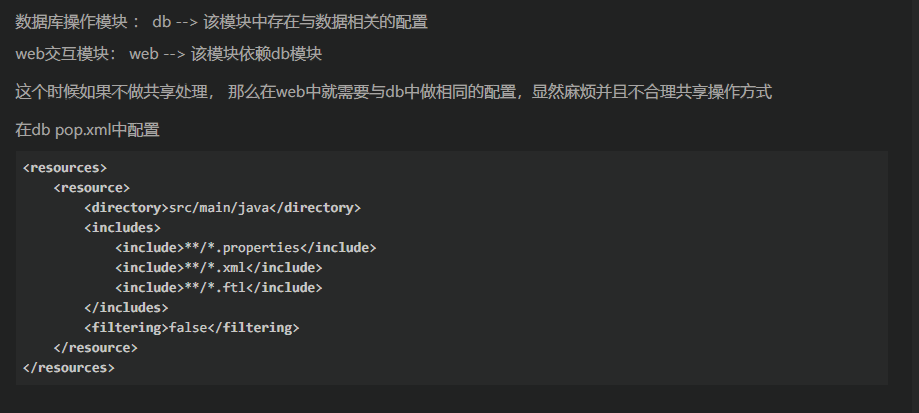 数据库操作模块 ： db --> 该模块中存在与数据相关的配置
web交互模块： web --> 该模块依赖db模块
这个时候如果不做共享处理， 那么在web中就需要与db中做相同的配置，显然麻烦并且不合理共享操作方式
在db pop.xml中配置
<resources>
    <resource>
        <directory>src/main/java</directory>
        <includes>
            <include>**/*.properties</include>
            <include>**/*.xml</include>
            <include>**/*.ftl</include>
        </includes>
        <filtering>false</filtering>
    </resource>
</resources>